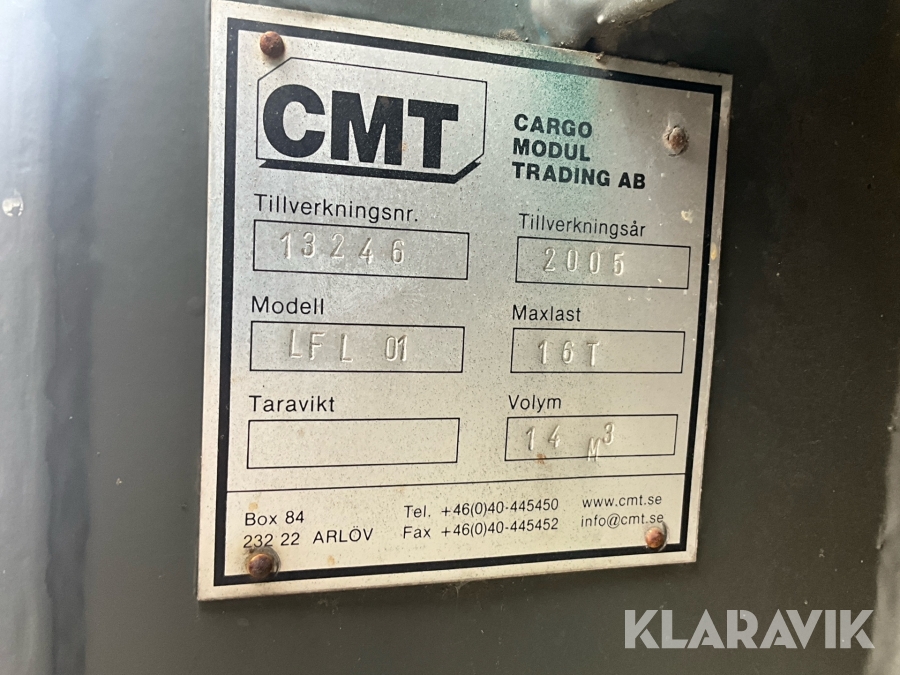 CMT
CARGO
MODUL
TRADING AB
Tillverkningsnr.
13246
Tillverkningsår
2005
Modell
LFL 01
Maxlast
16T
Taravikt
Volym
14 M³
Box 84
232 22 ARLÖV
Tel. +46(0)40-445450
Fax +46(0)40-445452
www.cmt.se
info@cmt.se
KLARAVIK